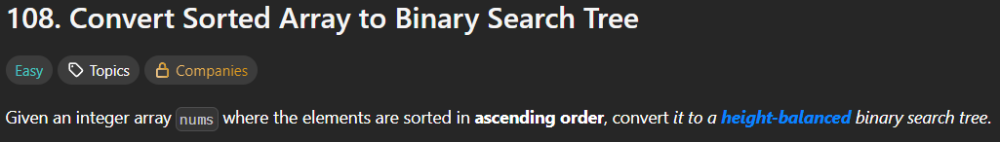 108. Convert Sorted Array to Binary Search Tree
Easy Topics Companies
Given an integer array nums where the elements are sorted in ascending order, convert it to a height-balanced binary search tree.